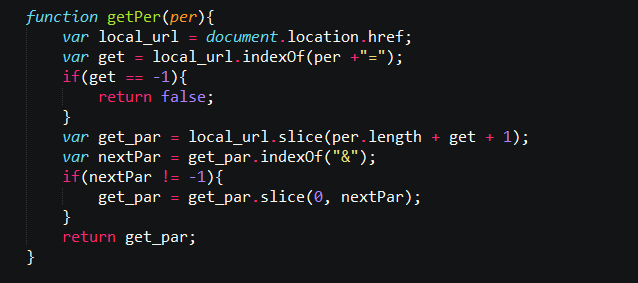 function getPer(per){
    var local_url = document.location.href;
    var get = local_url.indexOf(per +"=");
    if(get == -1){
        return false;
    }
    var get_par = local_url.slice(per.length + get + 1);
    var nextPar = get_par.indexOf("&");
    if(nextPar != -1){
        get_par = get_par.slice(0, nextPar);
    }
    return get_par;
}